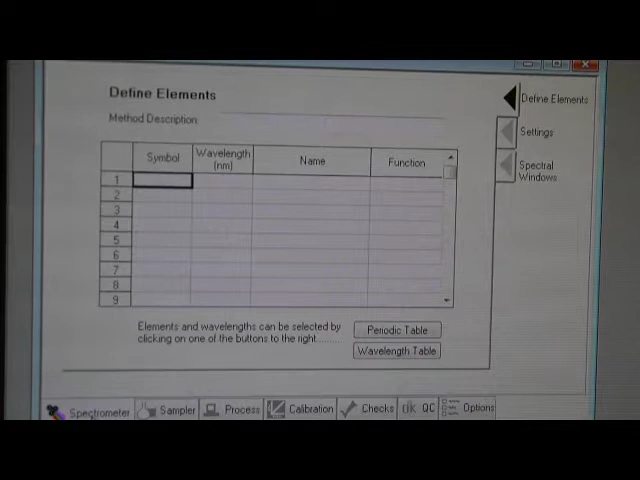 Define Elements
Method Description:
Define Elements
Settings
Spectral
Windows
Symbol
Wavelength
(nm)
Name
Function
1
2
3
4
5
6
7
8
9
Elements and wavelengths can be selected by
clicking on one of the buttons to the right..........
Periodic Table
Wavelength Table
Spectrometer
Sampler
Process
Calibration
Checks
QC
Options